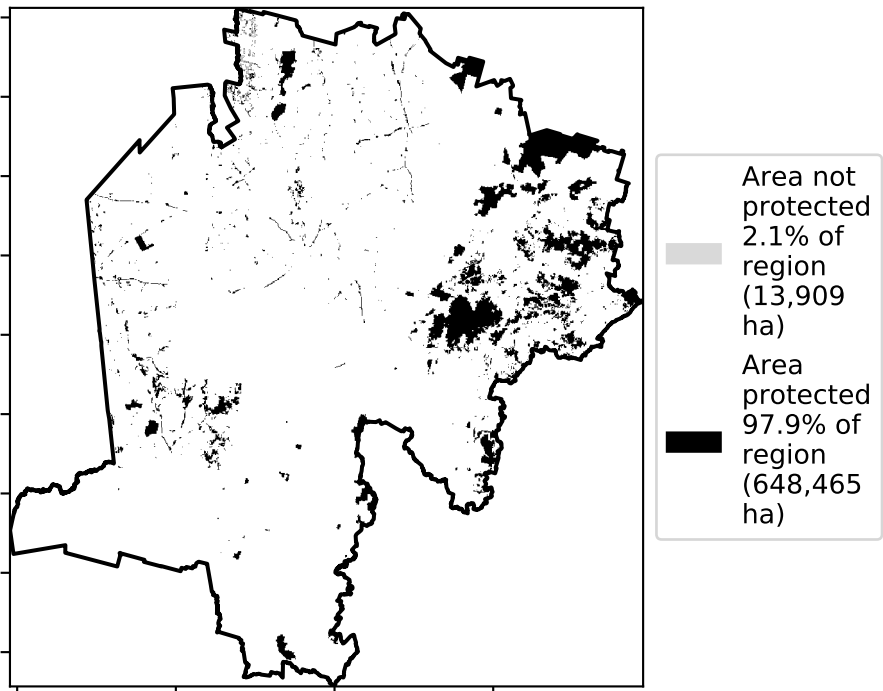 Area not
protected
2.1% of
region
(13,909
ha)
Area
protected
97.9% of
region
(648,465
ha)